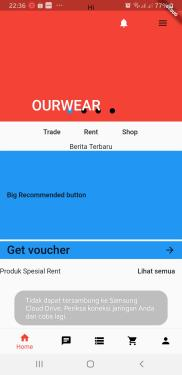 22:36
77%
Hi
OURWEAR
Trade Rent Shop
Berita Terbaru
Big Recommended button
Get voucher
Produk Spesial Rent Lihat semua
Tidak dapat tersambung ke Samsung
Cloud Drive. Periksa koneksi jaringan Anda
dan coba lagi.
Home